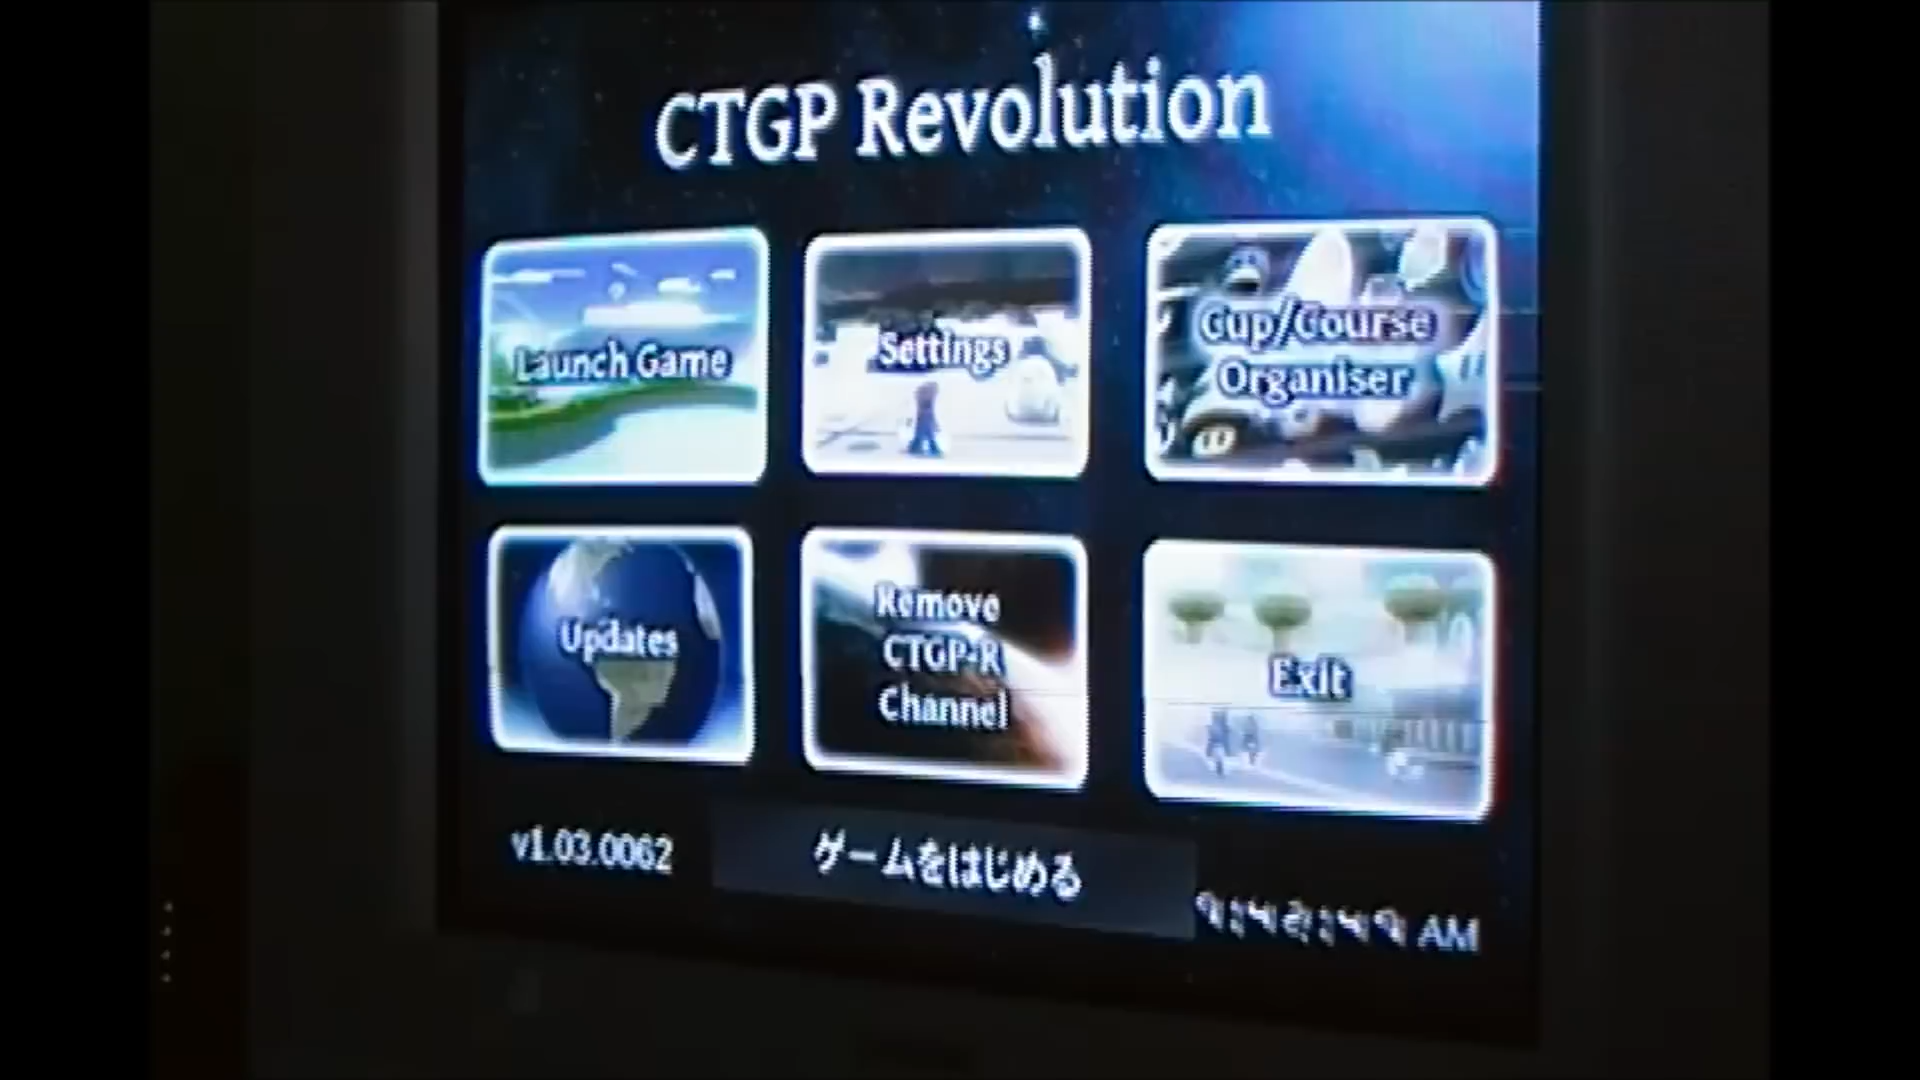 CTGP Revolution
Launch Game
Settings
Cup/Course
Organiser
Updates
Remove
CTGP-R
Channel
Exit
v1.03.0062
ゲームをはじめる
AM